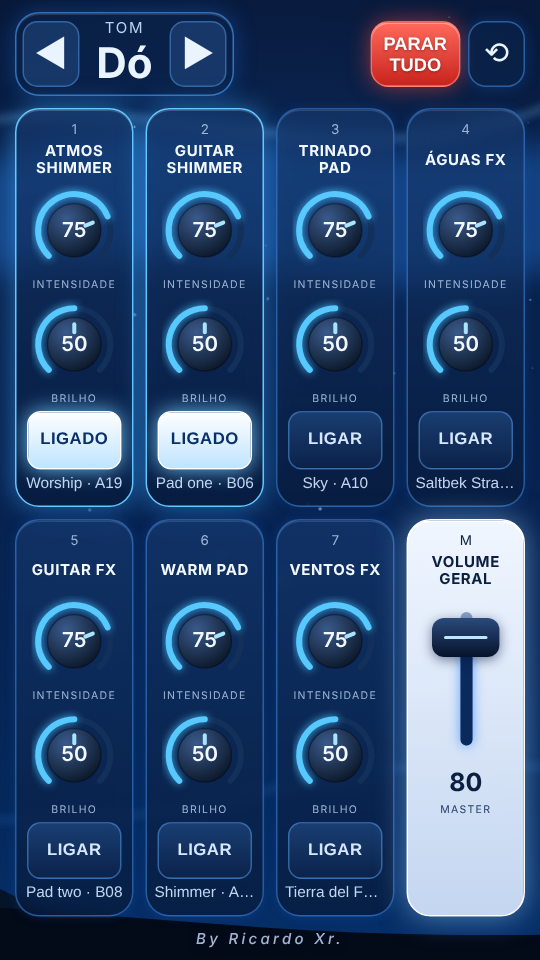 TOM
Dó
PARAR
TUDO
1
ATMOS
SHIMMER
75
INTENSIDADE
50
BRILHO
LIGADO
Worship · A19
2
GUITAR
SHIMMER
75
INTENSIDADE
50
BRILHO
LIGADO
Pad one · B06
3
TRINADO
PAD
75
INTENSIDADE
50
BRILHO
LIGAR
Sky · A10
4
ÁGUAS FX
75
INTENSIDADE
50
BRILHO
LIGAR
Saltbek Stra…
5
GUITAR FX
75
INTENSIDADE
50
BRILHO
LIGAR
Pad two · B08
6
WARM PAD
75
INTENSIDADE
50
BRILHO
LIGAR
Shimmer · A…
7
VENTOS FX
75
INTENSIDADE
50
BRILHO
LIGAR
Tierra del F…
M
VOLUME
GERAL
80
MASTER
By Ricardo Xr.